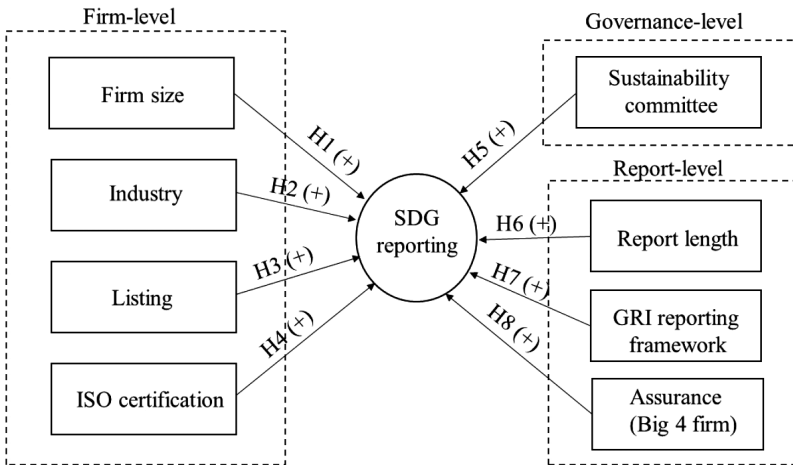 Firm-level
Firm size
Industry
Listing
ISO certification
H1 (+)
H2 (+)
H3 (+)
H4 (+)
SDG
reporting
Governance-level
Sustainability
committee
H5 (+)
Report-level
H6 (+)
Report length
H7 (+)
GRI reporting
framework
H8 (+)
Assurance
(Big 4 firm)